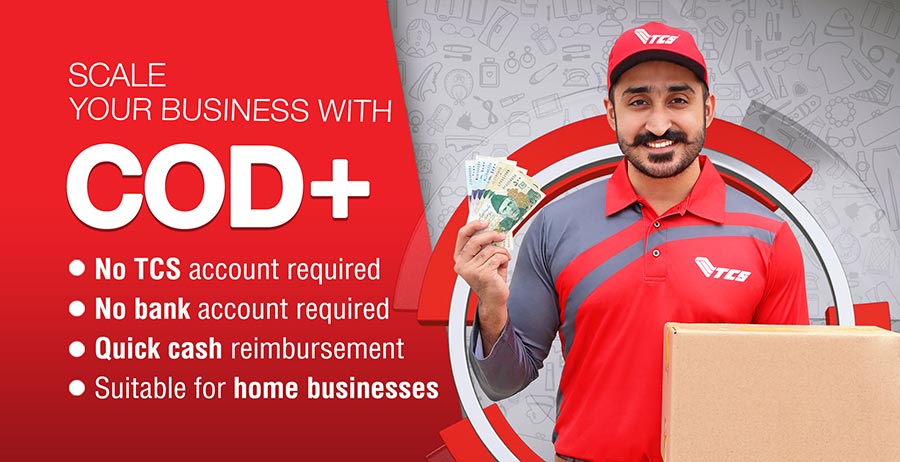 SCALE
YOUR BUSINESS WITH
COD+
No TCS account required
No bank account required
Quick cash reimbursement
Suitable for home businesses
TCS
TCS